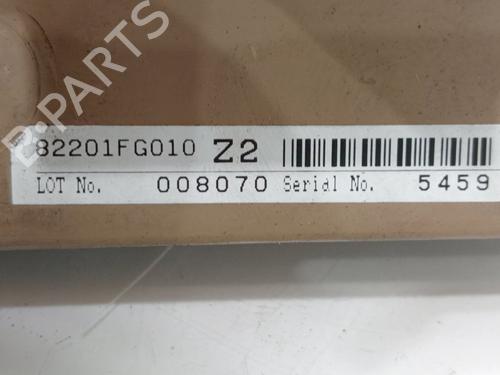 B-PARTS
82201FG010 Z2
LOT No. 008070 Serial No. 5459